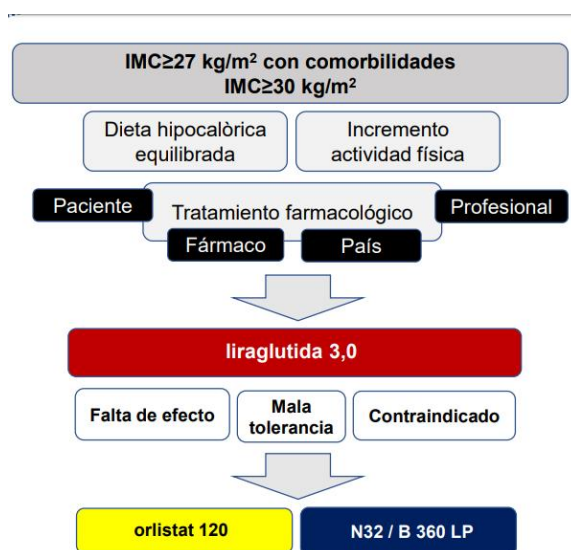 IMC≥27 kg/m² con comorbilidades
IMC≥30 kg/m²
Dieta hipocalòrica
equilibrada
Incremento
actividad física
Paciente
Tratamiento farmacológico
Profesional
Fármaco
País
liraglutida 3,0
Falta de efecto
Mala
tolerancia
Contraindicado
orlistat 120
N32 / B 360 LP